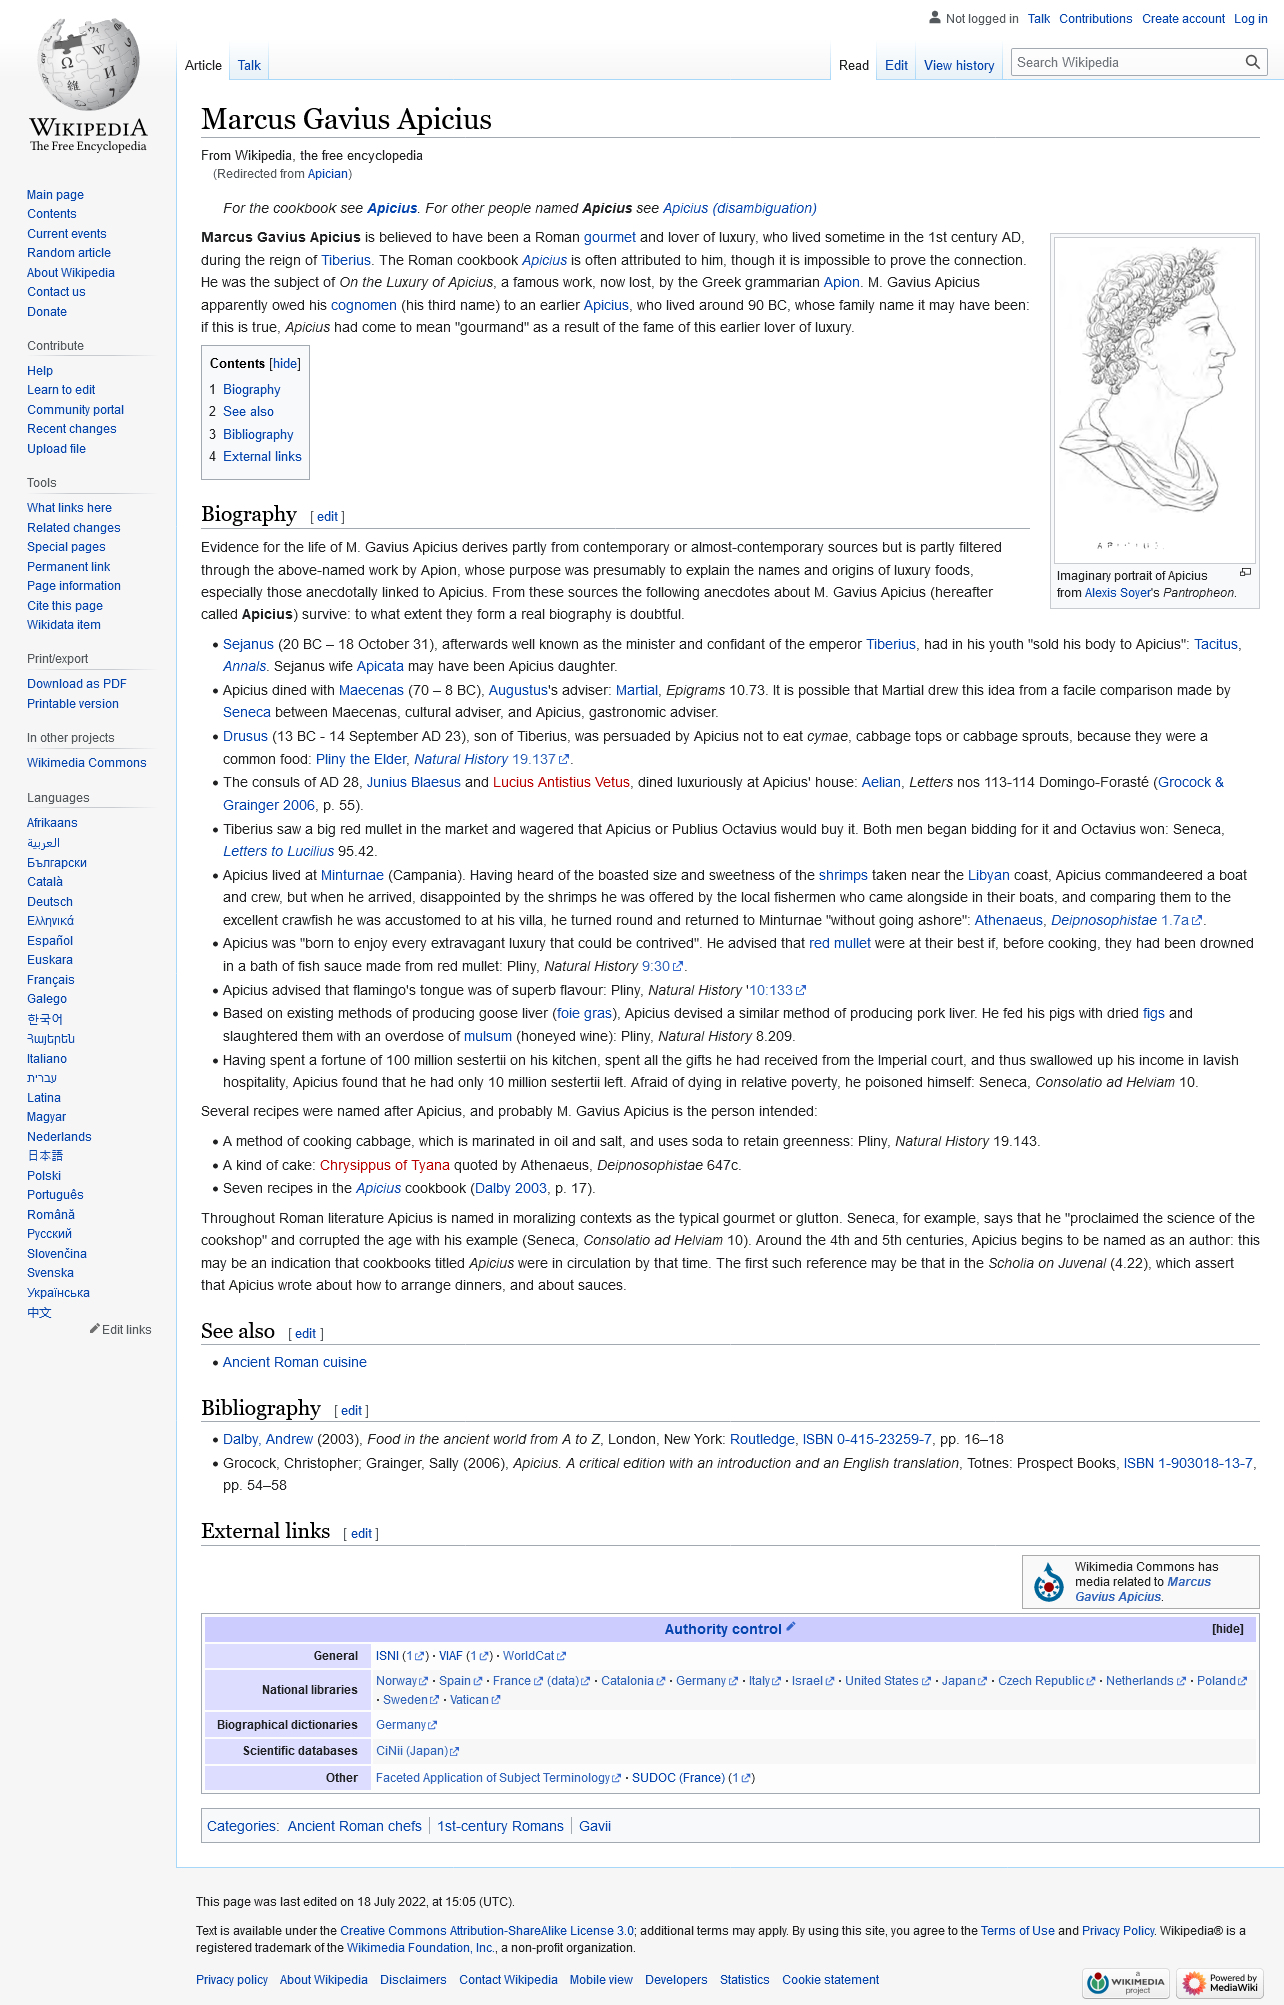 Not logged in Talk Contributions Create account Log in
Article Talk Read Edit View history Search Wikipedia
WIKIPEDIA
The Free Encyclopedia
Main page
Contents
Current events
Random article
About Wikipedia
Contact us
Donate
Contribute
Help
Learn to edit
Community portal
Recent changes
Upload file
Tools
What links here
Related changes
Special pages
Permanent link
Page information
Cite this page
Wikidata item
Print/export
Download as PDF
Printable version
In other projects
Wikimedia Commons
Languages
Afrikaans
العربية
Български
Català
Deutsch
Ελληνικά
Español
Euskara
Français
Galego
한국어
Հայերեն
Italiano
עברית
Latina
Magyar
Nederlands
日本語
Polski
Português
Română
Русский
Slovenčina
Svenska
Українська
中文
Edit links
Marcus Gavius Apicius
From Wikipedia, the free encyclopedia
(Redirected from Apician)
For the cookbook see Apicius. For other people named Apicius see Apicius (disambiguation)
Marcus Gavius Apicius is believed to have been a Roman gourmet and lover of luxury, who lived sometime in the 1st century AD,
during the reign of Tiberius. The Roman cookbook Apicius is often attributed to him, though it is impossible to prove the connection.
He was the subject of On the Luxury of Apicius, a famous work, now lost, by the Greek grammarian Apion. M. Gavius Apicius
apparently owed his cognomen (his third name) to an earlier Apicius, who lived around 90 BC, whose family name it may have been:
if this is true, Apicius had come to mean "gourmand" as a result of the fame of this earlier lover of luxury.
Imaginary portrait of Apicius
from Alexis Soyer's Pantropheon.
Contents [hide]
1 Biography
2 See also
3 Bibliography
4 External links
Biography [ edit ]
Evidence for the life of M. Gavius Apicius derives partly from contemporary or almost-contemporary sources but is partly filtered
through the above-named work by Apion, whose purpose was presumably to explain the names and origins of luxury foods,
especially those anecdotally linked to Apicius. From these sources the following anecdotes about M. Gavius Apicius (hereafter
called Apicius) survive: to what extent they form a real biography is doubtful.
• Sejanus (20 BC – 18 October 31), afterwards well known as the minister and confidant of the emperor Tiberius, had in his youth "sold his body to Apicius": Tacitus,
Annals. Sejanus wife Apicata may have been Apicius daughter.
• Apicius dined with Maecenas (70 – 8 BC), Augustus's adviser: Martial, Epigrams 10.73. It is possible that Martial drew this idea from a facile comparison made by
Seneca between Maecenas, cultural adviser, and Apicius, gastronomic adviser.
• Drusus (13 BC - 14 September AD 23), son of Tiberius, was persuaded by Apicius not to eat cymae, cabbage tops or cabbage sprouts, because they were a
common food: Pliny the Elder, Natural History 19.137.
• The consuls of AD 28, Junius Blaesus and Lucius Antistius Vetus, dined luxuriously at Apicius' house: Aelian, Letters nos 113-114 Domingo-Forasté (Grocock &
Grainger 2006, p. 55).
• Tiberius saw a big red mullet in the market and wagered that Apicius or Publius Octavius would buy it. Both men began bidding for it and Octavius won: Seneca,
Letters to Lucilius 95.42.
• Apicius lived at Minturnae (Campania). Having heard of the boasted size and sweetness of the shrimps taken near the Libyan coast, Apicius commandeered a boat
and crew, but when he arrived, disappointed by the shrimps he was offered by the local fishermen who came alongside in their boats, and comparing them to the
excellent crawfish he was accustomed to at his villa, he turned round and returned to Minturnae "without going ashore": Athenaeus, Deipnosophistae 1.7a.
• Apicius was "born to enjoy every extravagant luxury that could be contrived". He advised that red mullet were at their best if, before cooking, they had been drowned
in a bath of fish sauce made from red mullet: Pliny, Natural History 9:30.
• Apicius advised that flamingo's tongue was of superb flavour: Pliny, Natural History '10:133
• Based on existing methods of producing goose liver (foie gras), Apicius devised a similar method of producing pork liver. He fed his pigs with dried figs and
slaughtered them with an overdose of mulsum (honeyed wine): Pliny, Natural History 8.209.
• Having spent a fortune of 100 million sestertii on his kitchen, spent all the gifts he had received from the Imperial court, and thus swallowed up his income in lavish
hospitality, Apicius found that he had only 10 million sestertii left. Afraid of dying in relative poverty, he poisoned himself: Seneca, Consolatio ad Helviam 10.
Several recipes were named after Apicius, and probably M. Gavius Apicius is the person intended:
• A method of cooking cabbage, which is marinated in oil and salt, and uses soda to retain greenness: Pliny, Natural History 19.143.
• A kind of cake: Chrysippus of Tyana quoted by Athenaeus, Deipnosophistae 647c.
• Seven recipes in the Apicius cookbook (Dalby 2003, p. 17).
Throughout Roman literature Apicius is named in moralizing contexts as the typical gourmet or glutton. Seneca, for example, says that he "proclaimed the science of the
cookshop" and corrupted the age with his example (Seneca, Consolatio ad Helviam 10). Around the 4th and 5th centuries, Apicius begins to be named as an author: this
may be an indication that cookbooks titled Apicius were in circulation by that time. The first such reference may be that in the Scholia on Juvenal (4.22), which assert
that Apicius wrote about how to arrange dinners, and about sauces.
See also [ edit ]
• Ancient Roman cuisine
Bibliography [ edit ]
• Dalby, Andrew (2003), Food in the ancient world from A to Z, London, New York: Routledge, ISBN 0-415-23259-7, pp. 16–18
• Grocock, Christopher; Grainger, Sally (2006), Apicius. A critical edition with an introduction and an English translation, Totnes: Prospect Books, ISBN 1-903018-13-7,
pp. 54–58
External links [ edit ]
Wikimedia Commons has
media related to Marcus
Gavius Apicius.
Authority control [hide]
General ISNI (1) · VIAF (1) · WorldCat
National libraries Norway · Spain · France (data) · Catalonia · Germany · Italy · Israel · United States · Japan · Czech Republic · Netherlands · Poland
· Sweden · Vatican
Biographical dictionaries Germany
Scientific databases CiNii (Japan)
Other Faceted Application of Subject Terminology · SUDOC (France) (1)
Categories: Ancient Roman chefs | 1st-century Romans | Gavii
This page was last edited on 18 July 2022, at 15:05 (UTC).
Text is available under the Creative Commons Attribution-ShareAlike License 3.0; additional terms may apply. By using this site, you agree to the Terms of Use and Privacy Policy. Wikipedia® is a
registered trademark of the Wikimedia Foundation, Inc., a non-profit organization.
Privacy policy About Wikipedia Disclaimers Contact Wikipedia Mobile view Developers Statistics Cookie statement
a WIKIMEDIA project
Powered by MediaWiki